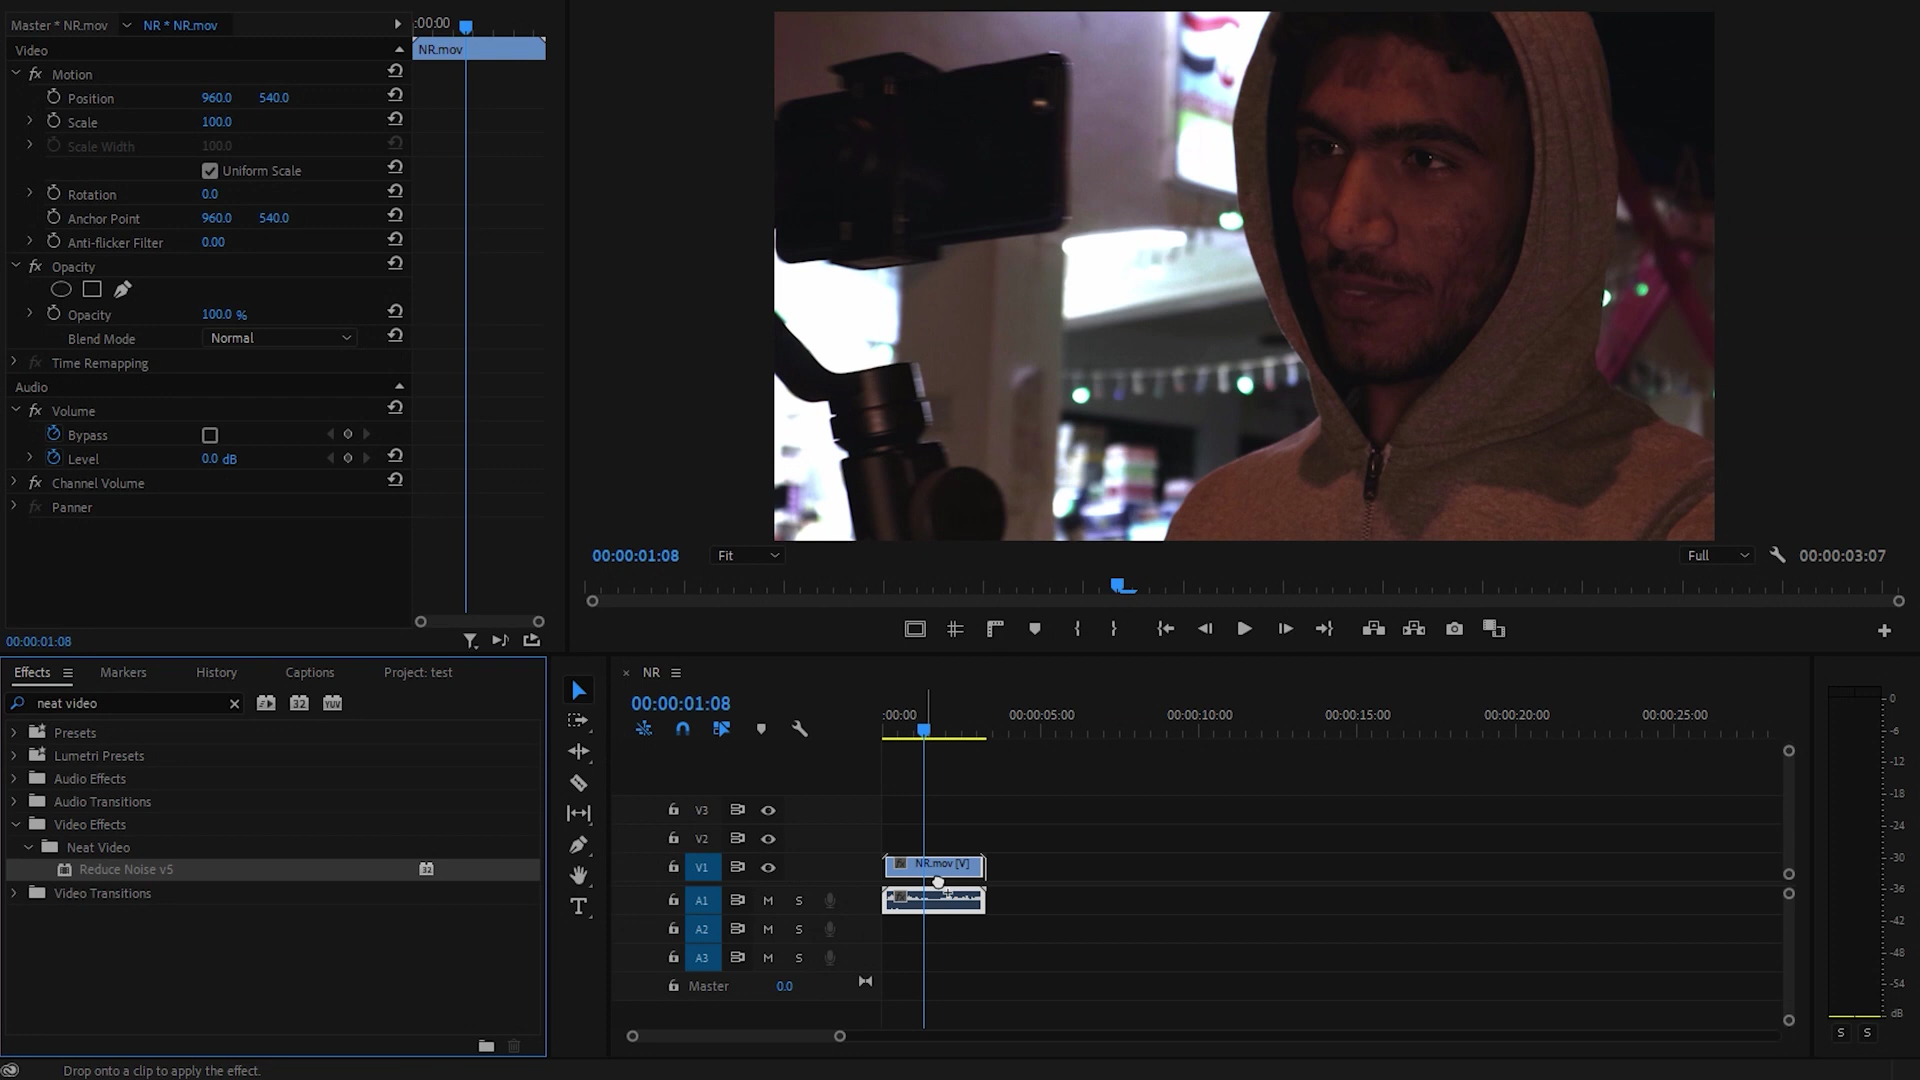 Master * NR.mov NR * NR.mov
:00:00
Video
NR.mov
Motion
Position 960.0 540.0
Scale 100.0
Scale Width 100.0
Uniform Scale
Rotation 0.0
Anchor Point 960.0 540.0
Anti-flicker Filter 0.00
Opacity
Opacity 100.0 %
Blend Mode Normal
Time Remapping
Audio
Volume
Bypass
Level 0.0 dB
Channel Volume
Panner
00:00:01:08
00:00:01:08 Fit Full 00:00:03:07
Effects Markers History Captions Project: test
neat video 32 YUV
Presets
Lumetri Presets
Audio Effects
Audio Transitions
Video Effects
Neat Video
Reduce Noise v5 32
Video Transitions
Drop onto a clip to apply the effect.
NR
00:00:01:08
:00:00 00:00:05:00 00:00:10:00 00:00:15:00 00:00:20:00 00:00:25:00
V3
V2
V1 NR.mov [V]
A1 M S
A2 M S
A3 M S
Master 0.0
0
-6
-12
-18
-24
-30
-36
-42
-48
-54
dB
S S